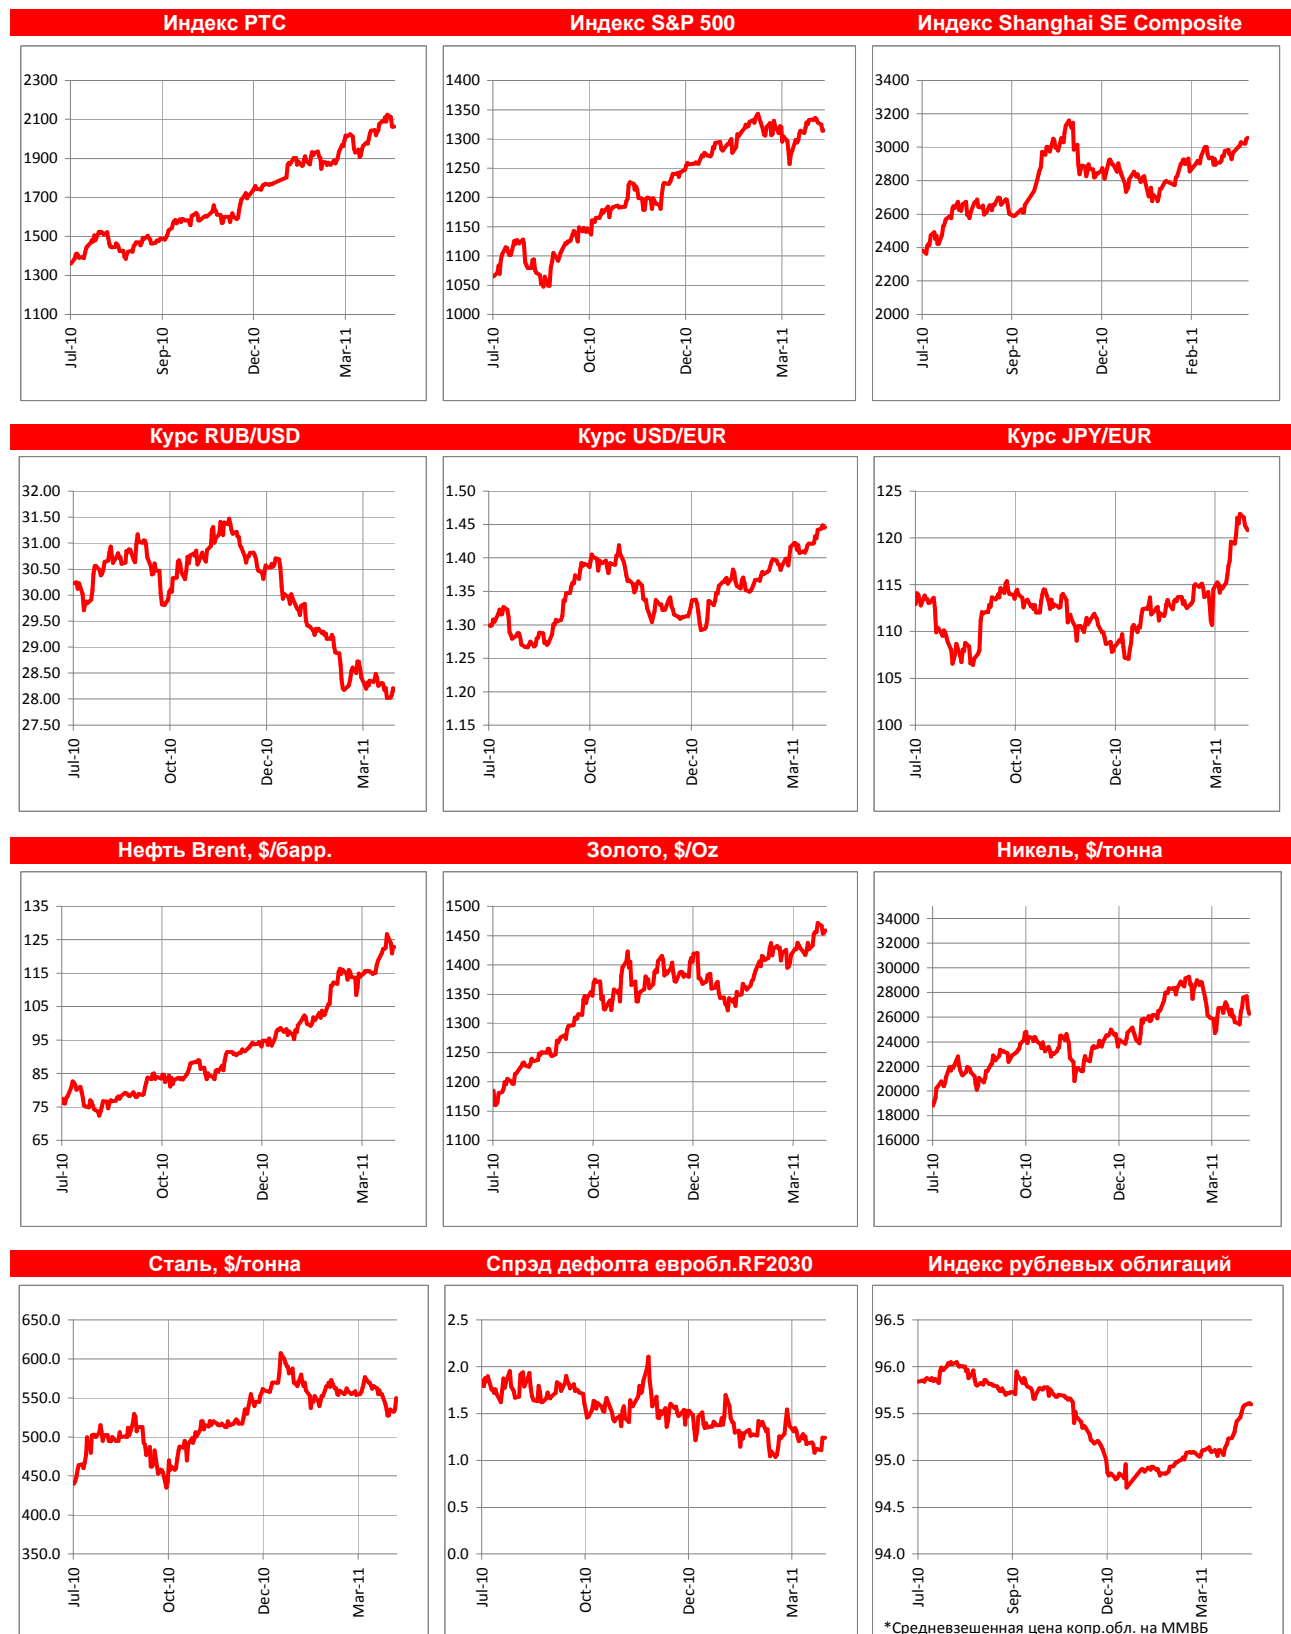 Индекс РТС
2300
2100
1900
1700
1500
1300
1100
Jul-10
Sep-10
Dec-10
Mar-11
Индекс S&P 500
1400
1350
1300
1250
1200
1150
1100
1050
1000
Jul-10
Oct-10
Dec-10
Mar-11
Индекс Shanghai SE Composite
3400
3200
3000
2800
2600
2400
2200
2000
Jul-10
Sep-10
Dec-10
Feb-11
Курс RUB/USD
32.00
31.50
31.00
30.50
30.00
29.50
29.00
28.50
28.00
27.50
Jul-10
Oct-10
Dec-10
Mar-11
Курс USD/EUR
1.50
1.45
1.40
1.35
1.30
1.25
1.20
1.15
Jul-10
Oct-10
Dec-10
Mar-11
Курс JPY/EUR
125
120
115
110
105
100
Jul-10
Oct-10
Dec-10
Mar-11
Нефть Brent, $/барр.
135
125
115
105
95
85
75
65
Jul-10
Oct-10
Dec-10
Mar-11
Золото, $/Oz
1500
1450
1400
1350
1300
1250
1200
1150
1100
Jul-10
Oct-10
Dec-10
Mar-11
Никель, $/тонна
34000
32000
30000
28000
26000
24000
22000
20000
18000
16000
Jul-10
Oct-10
Dec-10
Mar-11
Сталь, $/тонна
650.0
600.0
550.0
500.0
450.0
400.0
350.0
Jul-10
Oct-10
Dec-10
Mar-11
Спрэд дефолта евробл.RF2030
2.5
2.0
1.5
1.0
0.5
0.0
Jul-10
Oct-10
Dec-10
Mar-11
Индекс рублевых облигаций
96.5
96.0
95.5
95.0
94.5
94.0
Jul-10
Sep-10
Dec-10
Mar-11
*Средневзешенная цена копр.обл. на ММВБ